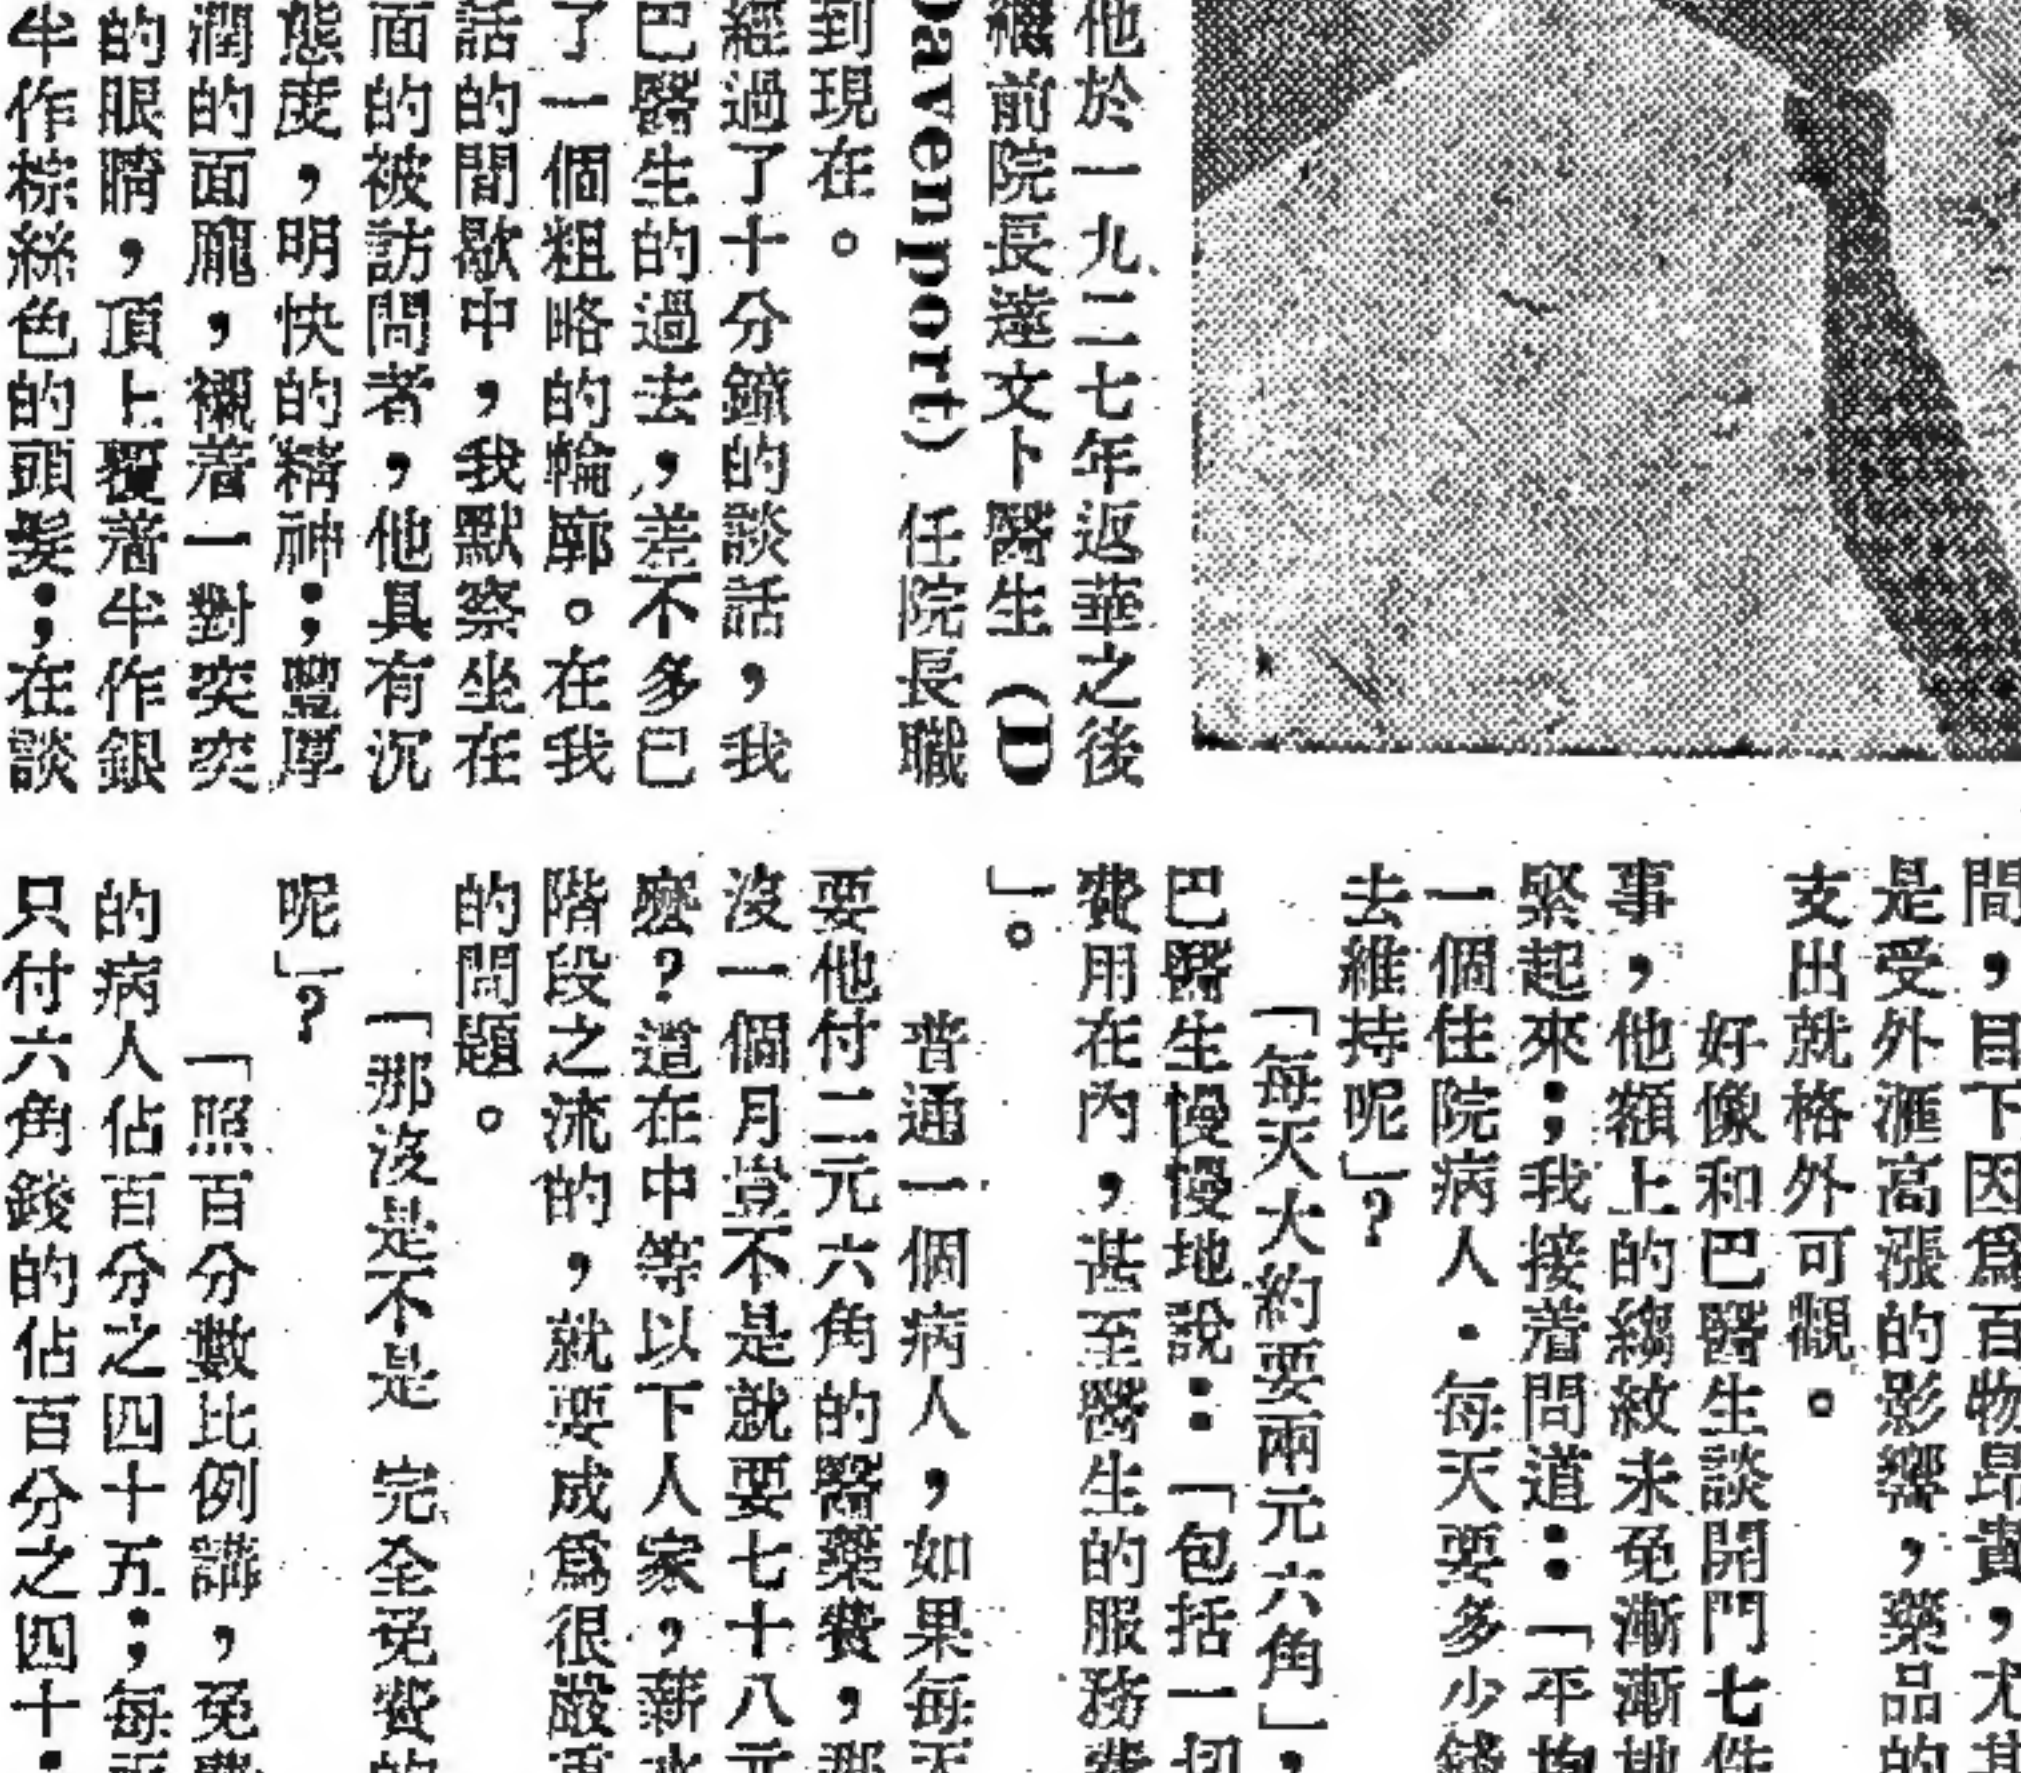 他於一九二七年返華之後
繼前院長達文卜醫生（D
avenport）任院長職
到現在。
經過了十分鐘的談話，我
巴醫生的過去，差不多已
了一個粗略的輪廓。在我
話的間歇中，我默察坐在
面的被訪問者，他具有沉
態度，明快的精神；豐厚
潤的面龐，襯着一對突突
的眼睛，頂上覆着半作銀
半作棕絲色的頭髮；在談
間，目下因爲百物昂貴，尤其
是受外滙高漲的影響，藥品的
支出就格外可觀。
好像和巴醫生談開門七件
事，他額上的縐紋未免漸漸地
緊起來；我接着問道：「平均
一個住院病人・每天要多少錢
去維持呢」？
「每天大約要兩元六角」，
巴醫生慢慢地說：「包括一切
費用在內，甚至醫生的服務費
」。
普通一個病人，如果每天
要他付二元六角的醫藥費，那
沒一個月豈不是就要七十八元
麽？這在中等以下人家，薪水
階段之流的，就要成爲很嚴重
的問題。
「那沒是不是 完全免費的
呢」？
「照百分數比例講，免費
的病人佔百分之四十五；每天
只付六角錢的佔百分之四十・